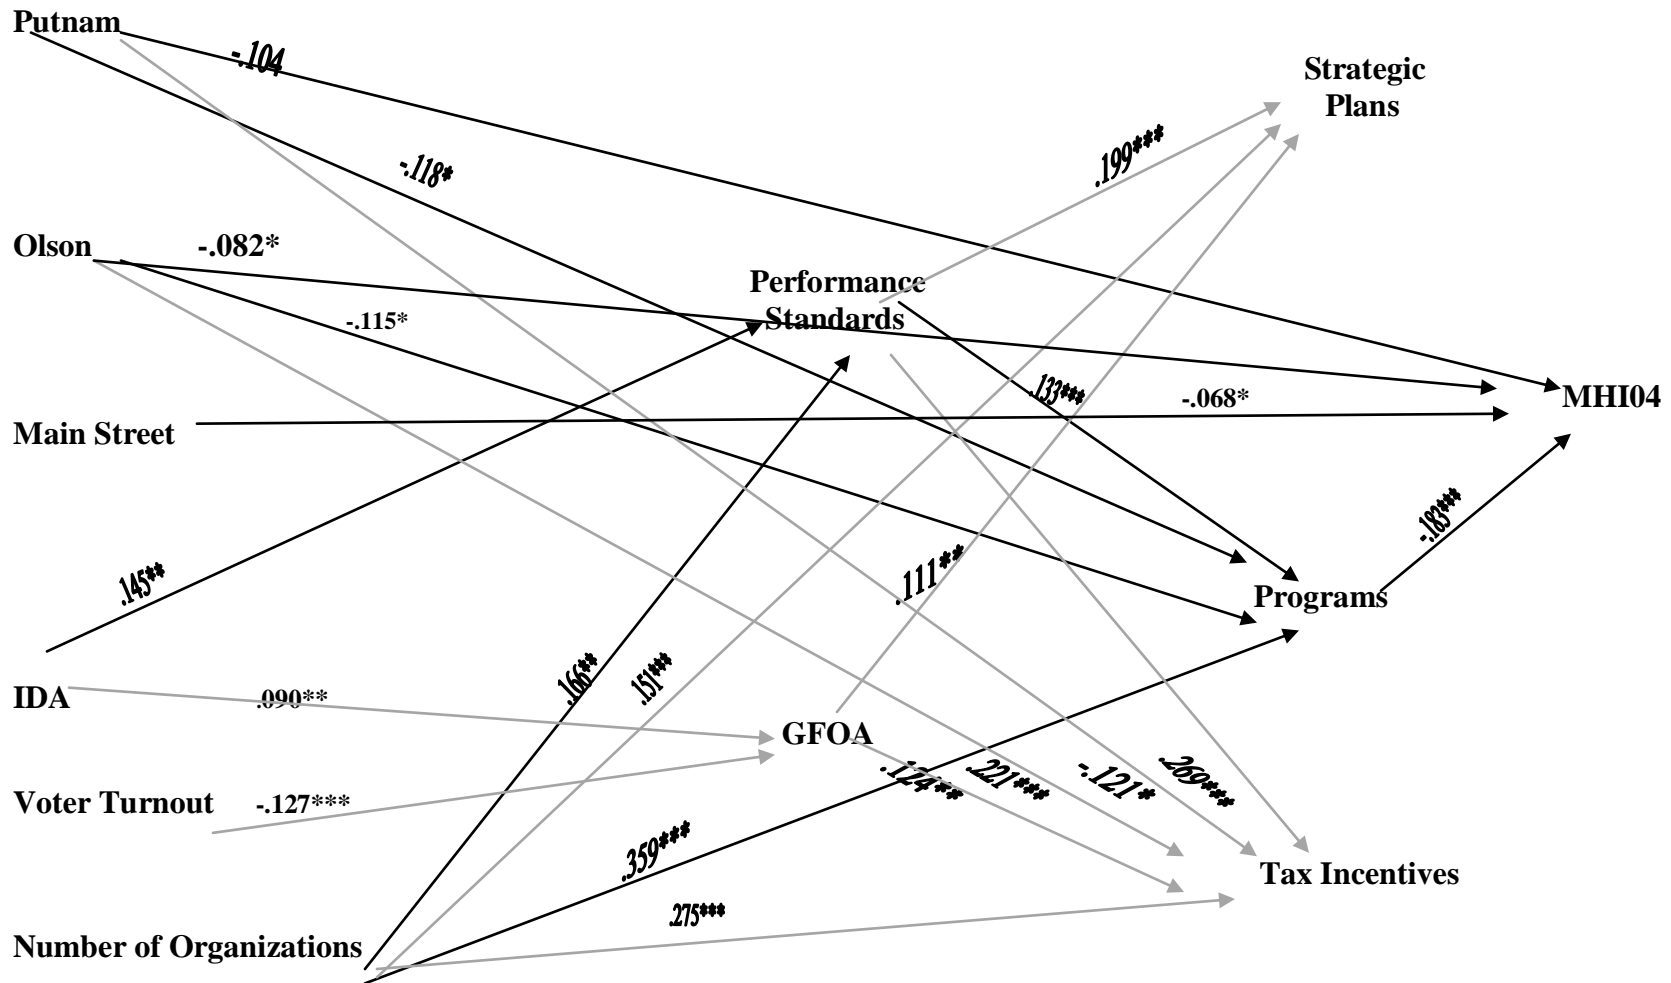 Putnam
-.104
Strategic
Plans
.199***
-.118*
Olson
-.082*
Performance
Standards
-.115*
.133***
-.068*
MHI04
Main Street
-.183***
.145**
.111**
Programs
.166**
.151***
IDA
.090**
GFOA
.124**
.221***
-.121*
.269***
Voter Turnout
-.127***
.359***
Tax Incentives
.275***
Number of Organizations